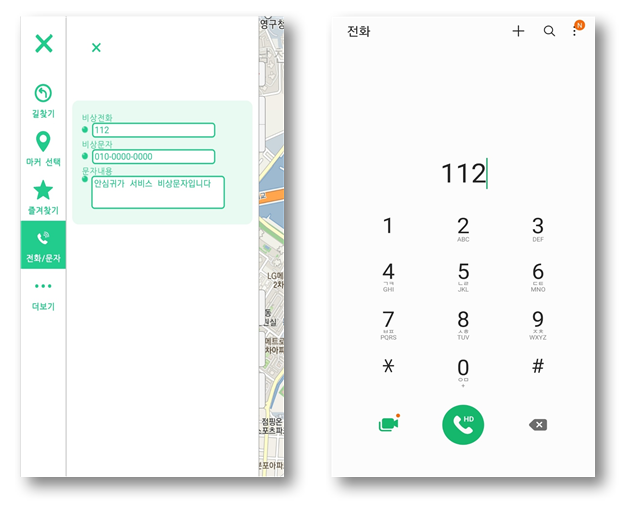 길찾기
마커 선택
즐겨찾기
전화/문자
더보기
비상전화
112
비상문자
010-0000-0000
문자내용
안심귀가 서비스 비상문자입니다
영구청
LG메
2차
동
원실
메트로
차아파
점핑온
스포츠파
포아파
전화
N
112
1 2 3
ABC DEF
4 5 6
ㄱㅋ ㄴㄹ ㄷㅌ
GHI JKL MNO
7 8 9
ㅂㅍ ㅅㅎ ㅈㅊ
PQRS TUV WXYZ
* 0 #
ㅇㅁ
+
HD